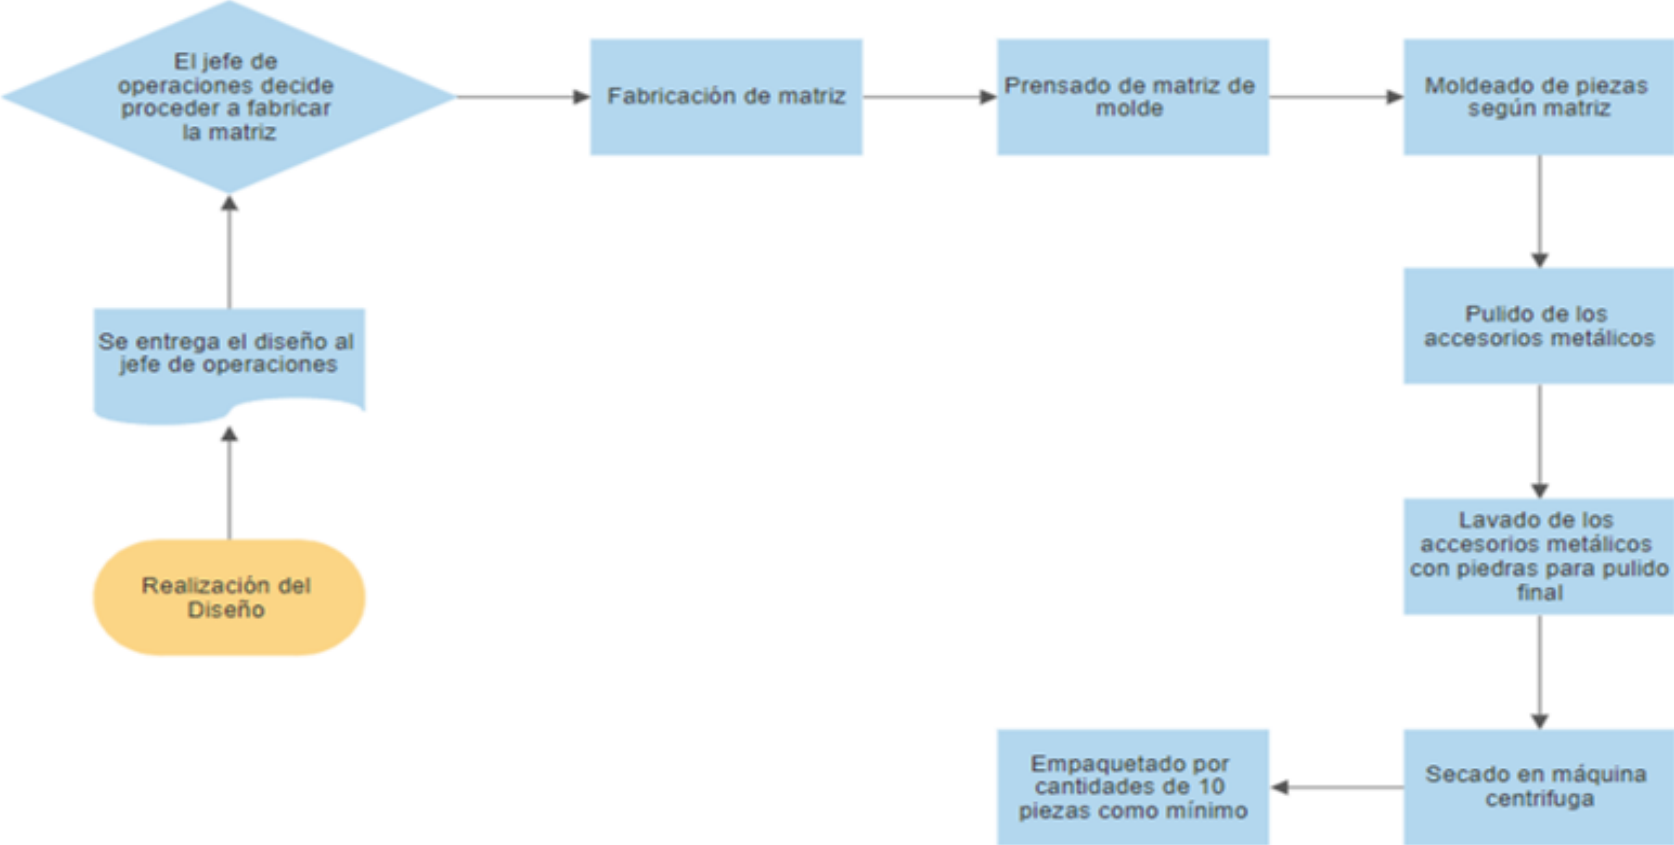 El jefe de
operaciones decide
proceder a fabricar
la matriz
Fabricación de matriz
Prensado de matriz de
molde
Moldeado de piezas
según matriz
Se entrega el diseño al
jefe de operaciones
Pulido de los
accesorios metálicos
Realización del
Diseño
Lavado de los
accesorios metálicos
con piedras para pulido
final
Empaquetado por
cantidades de 10
piezas como mínimo
Secado en máquina
centrifuga